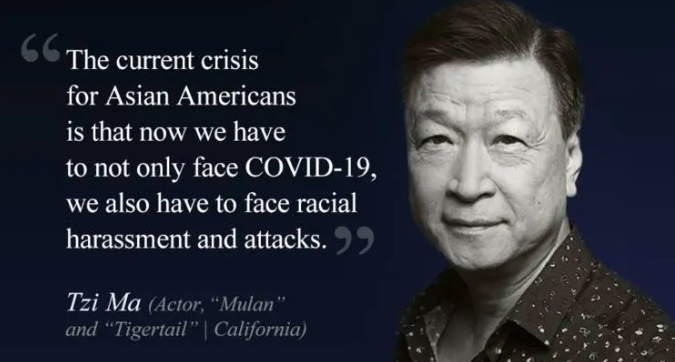 “The current crisis
for Asian Americans
is that now we have
to not only face COVID-19,
we also have to face racial
harassment and attacks.”
Tzi Ma (Actor, “Mulan”
and “Tigertail” | California)